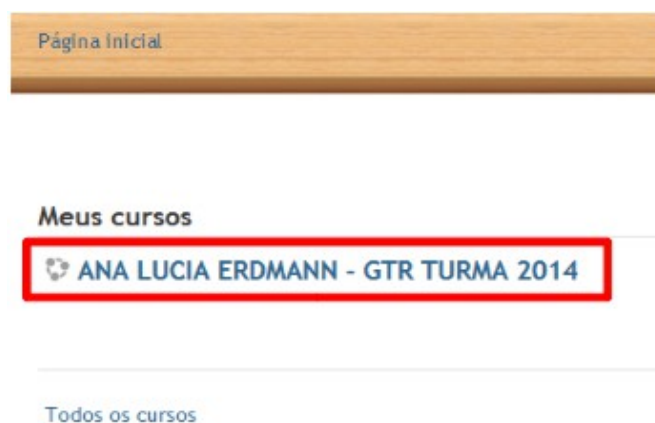 Página inicial
Meus cursos
ANA LUCIA ERDMANN - GTR TURMA 2014
Todos os cursos